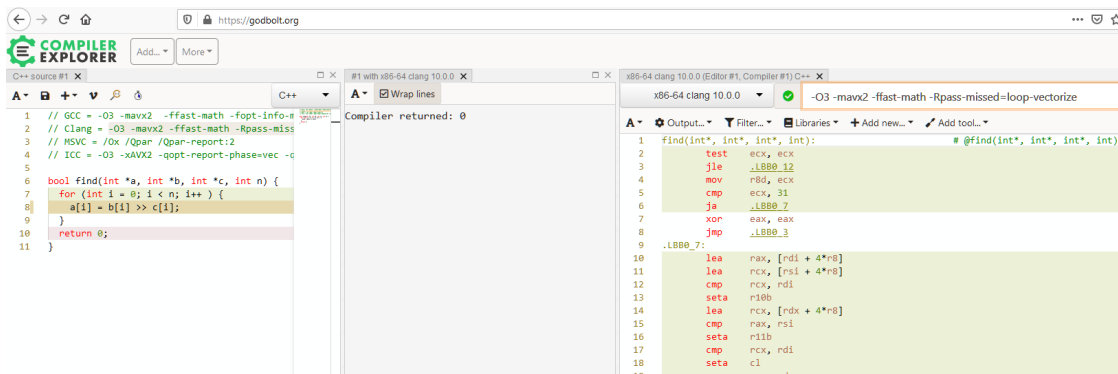 https://godbolt.org
COMPILER
EXPLORER
Add...
More
C++ source #1 X
#1 with x86-64 clang 10.0.0 X
x86-64 clang 10.0.0 (Editor #1, Compiler #1) C++ X
A
C++
A
Wrap lines
x86-64 clang 10.0.0
-O3 -mavx2 -ffast-math -Rpass-missed=loop-vectorize
A Output... Filter... Libraries + Add new... Add tool...
1 // GCC = -O3 -mavx2 -ffast-math -fopt-info-m
2 // Clang = -O3 -mavx2 -ffast-math -Rpass-miss
3 // MSVC = /Ox /Qpar /Qpar-report:2
4 // ICC = -O3 -xAVX2 -qopt-report-phase=vec -q
5
6 bool find(int *a, int *b, int *c, int n) {
7 for (int i = 0; i < n; i++ ) {
8 a[i] = b[i] >> c[i];
9 }
10 return 0;
11 }
Compiler returned: 0
1 find(int*, int*, int*, int): # @find(int*, int*, int*, int)
2 test ecx, ecx
3 jle .LBB0_12
4 mov r8d, ecx
5 cmp ecx, 31
6 ja .LBB0_7
7 xor eax, eax
8 jmp .LBB0_3
9 .LBB0_7:
10 lea rax, [rdi + 4*r8]
11 lea rcx, [rsi + 4*r8]
12 cmp rcx, rdi
13 seta r10b
14 lea rcx, [rdx + 4*r8]
15 cmp rax, rsi
16 seta r11b
17 cmp rcx, rdi
18 seta cl